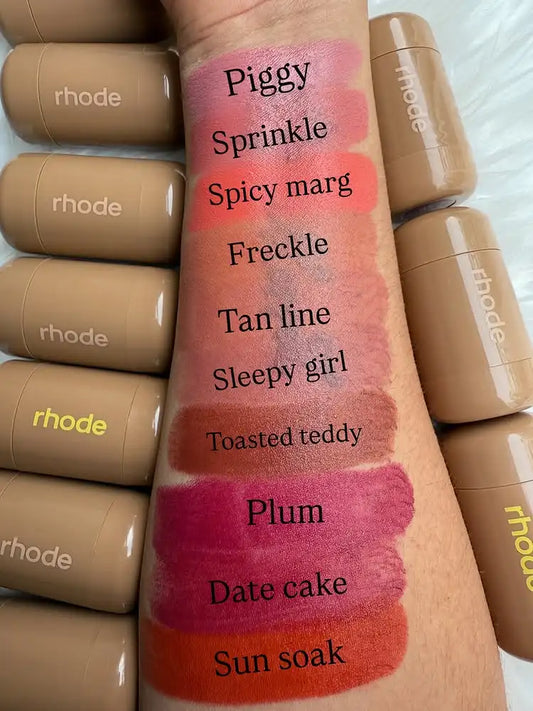 rhode
rhode
rhode
rhode
rhode
Piggy
Sprinkle
Spicy marg
Freckle
Tan line
Sleepy girl
Toasted teddy
Plum
Date cake
Sun soak
rhode
rhode
rhode